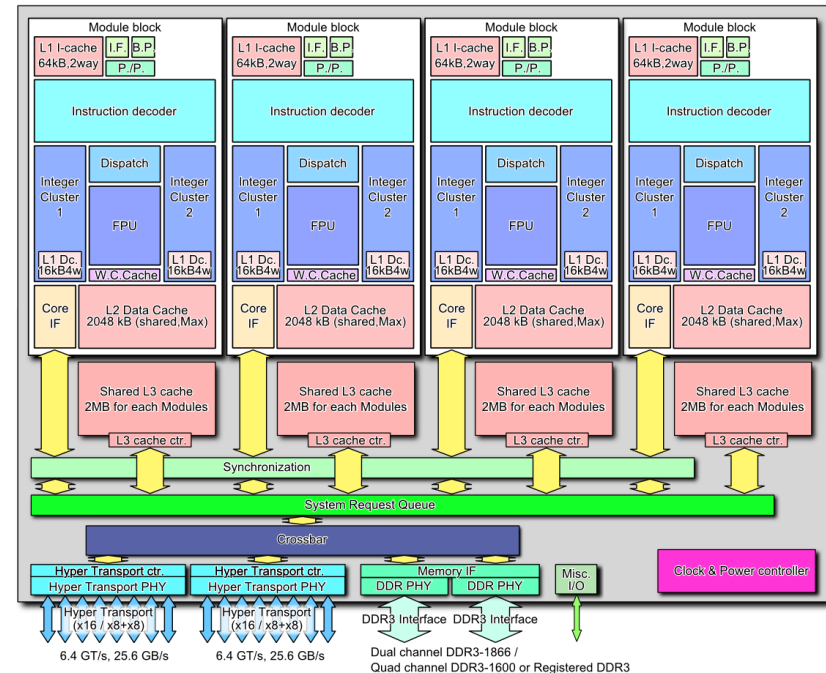 Module block
L1 I-cache
64kB,2way
I.F.
B.P.
P./P.
Instruction decoder
Integer
Cluster
1
Dispatch
FPU
Integer
Cluster
2
L1 Dc.
16kB4w
W.C.Cache
L1 Dc.
16kB4w
Core
IF
L2 Data Cache
2048 kB (shared,Max)
Module block
L1 I-cache
64kB,2way
I.F.
B.P.
P./P.
Instruction decoder
Integer
Cluster
1
Dispatch
FPU
Integer
Cluster
2
L1 Dc.
16kB4w
W.C.Cache
L1 Dc.
16kB4w
Core
IF
L2 Data Cache
2048 kB (shared,Max)
Module block
L1 I-cache
64kB,2way
I.F.
B.P.
P./P.
Instruction decoder
Integer
Cluster
1
Dispatch
FPU
Integer
Cluster
2
L1 Dc.
16kB4w
W.C.Cache
L1 Dc.
16kB4w
Core
IF
L2 Data Cache
2048 kB (shared,Max)
Module block
L1 I-cache
64kB,2way
I.F.
B.P.
P./P.
Instruction decoder
Integer
Cluster
1
Dispatch
FPU
Integer
Cluster
2
L1 Dc.
16kB4w
W.C.Cache
L1 Dc.
16kB4w
Core
IF
L2 Data Cache
2048 kB (shared,Max)
Shared L3 cache
2MB for each Modules
L3 cache ctr.
Shared L3 cache
2MB for each Modules
L3 cache ctr.
Shared L3 cache
2MB for each Modules
L3 cache ctr.
Shared L3 cache
2MB for each Modules
L3 cache ctr.
Synchronization
System Request Queue
Crossbar
Hyper Transport ctr.
Hyper Transport PHY
Hyper Transport
(x16 / x8+x8)
6.4 GT/s, 25.6 GB/s
Hyper Transport ctr.
Hyper Transport PHY
Hyper Transport
(x16 / x8+x8)
6.4 GT/s, 25.6 GB/s
Memory IF
DDR PHY
DDR PHY
DDR3 Interface
DDR3 Interface
Dual channel DDR3-1866 /
Quad channel DDR3-1600 or Registered DDR3
Misc.
I/O
Clock & Power controller